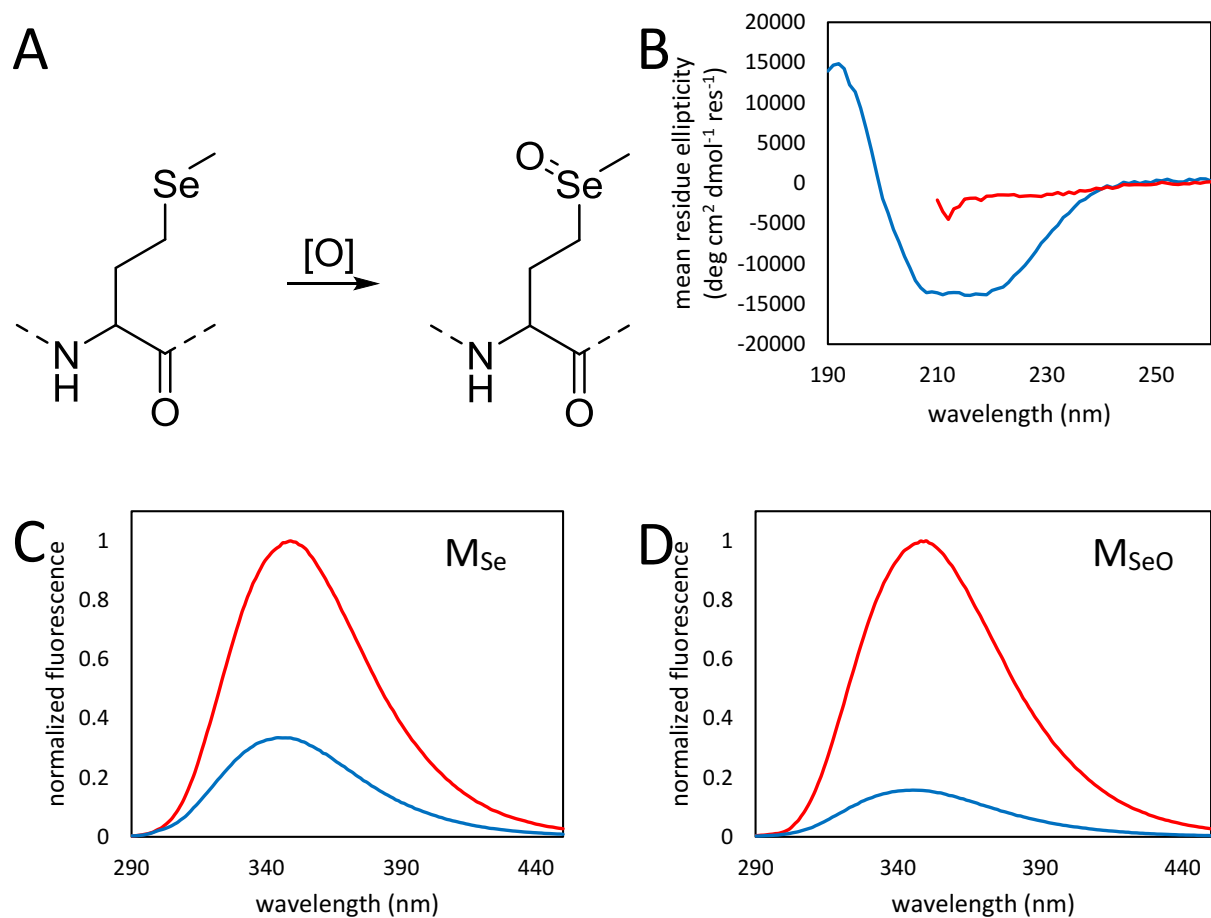 A
Se
N
H
O
[O]
O
Se
N
H
O
B
mean residue ellipticity
(deg cm² dmol⁻¹ res⁻¹)
20000
15000
10000
5000
0
-5000
-10000
-15000
-20000
190
210
230
250
wavelength (nm)
C
normalized fluorescence
1
0.8
0.6
0.4
0.2
0
M_Se
290
340
390
440
wavelength (nm)
D
normalized fluorescence
1
0.8
0.6
0.4
0.2
0
M_SeO
290
340
390
440
wavelength (nm)